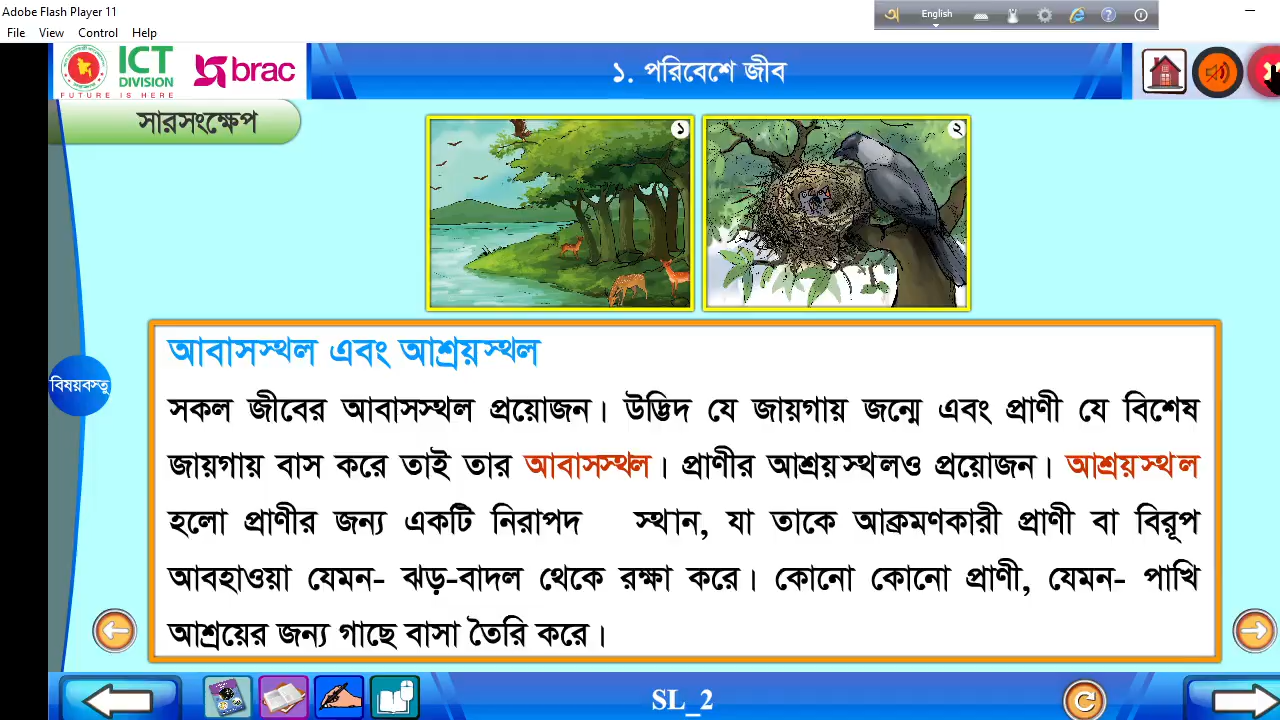 Adobe Flash Player 11
English
File View Control Help
ICT
DIVISION
FUTURE IS HERE
brac
১. পরিবেশে জীব
সারসংক্ষেপ
১
২
বিষয়বস্তু
আবাসস্থল এবং আশ্রয়স্থল
সকল জীবের আবাসস্থল প্রয়োজন। উদ্ভিদ যে জায়গায় জন্মে এবং প্রাণী যে বিশেষ
জায়গায় বাস করে তাই তার আবাসস্থল। প্রাণীর আশ্রয়স্থলও প্রয়োজন। আশ্রয়স্থল
হলো প্রাণীর জন্য একটি নিরাপদ স্থান, যা তাকে আক্রমণকারী প্রাণী বা বিরূপ
আবহাওয়া যেমন- ঝড়-বাদল থেকে রক্ষা করে। কোনো কোনো প্রাণী, যেমন- পাখি
আশ্রয়ের জন্য গাছে বাসা তৈরি করে।
SL_2